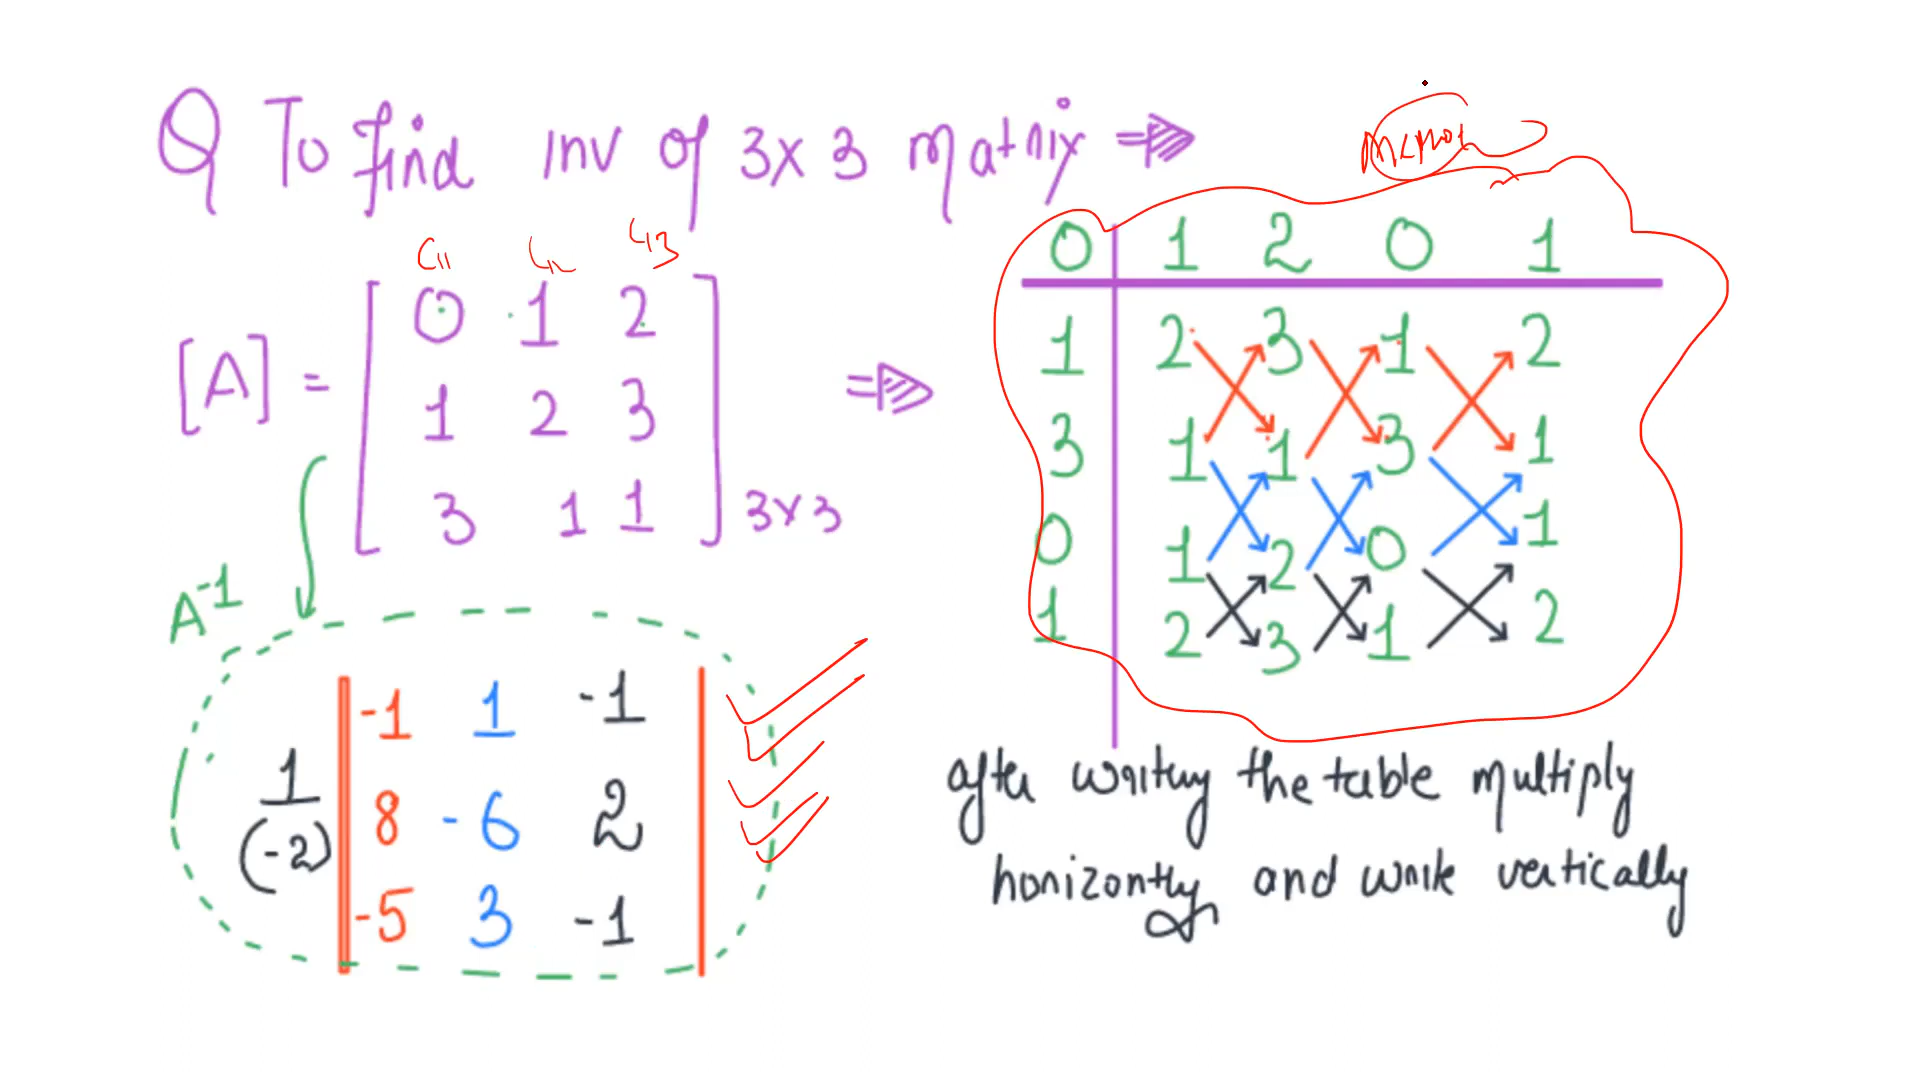 Q To find inv of 3x3 matrix ⇒
minor
C11 C12 C13
[A] = [ 0 1 2
1 2 3
3 1 1 ] 3x3
⇒
0 | 1 2 0 1
1 | 2 3 1 2
3 | 1 1 3 1
0 | 1 2 0 1
1 | 2 3 1 2
A-1
1/(-2)
-1 1 -1
8 -6 2
-5 3 -1
after writing the table multiply
horizontly and write vertically